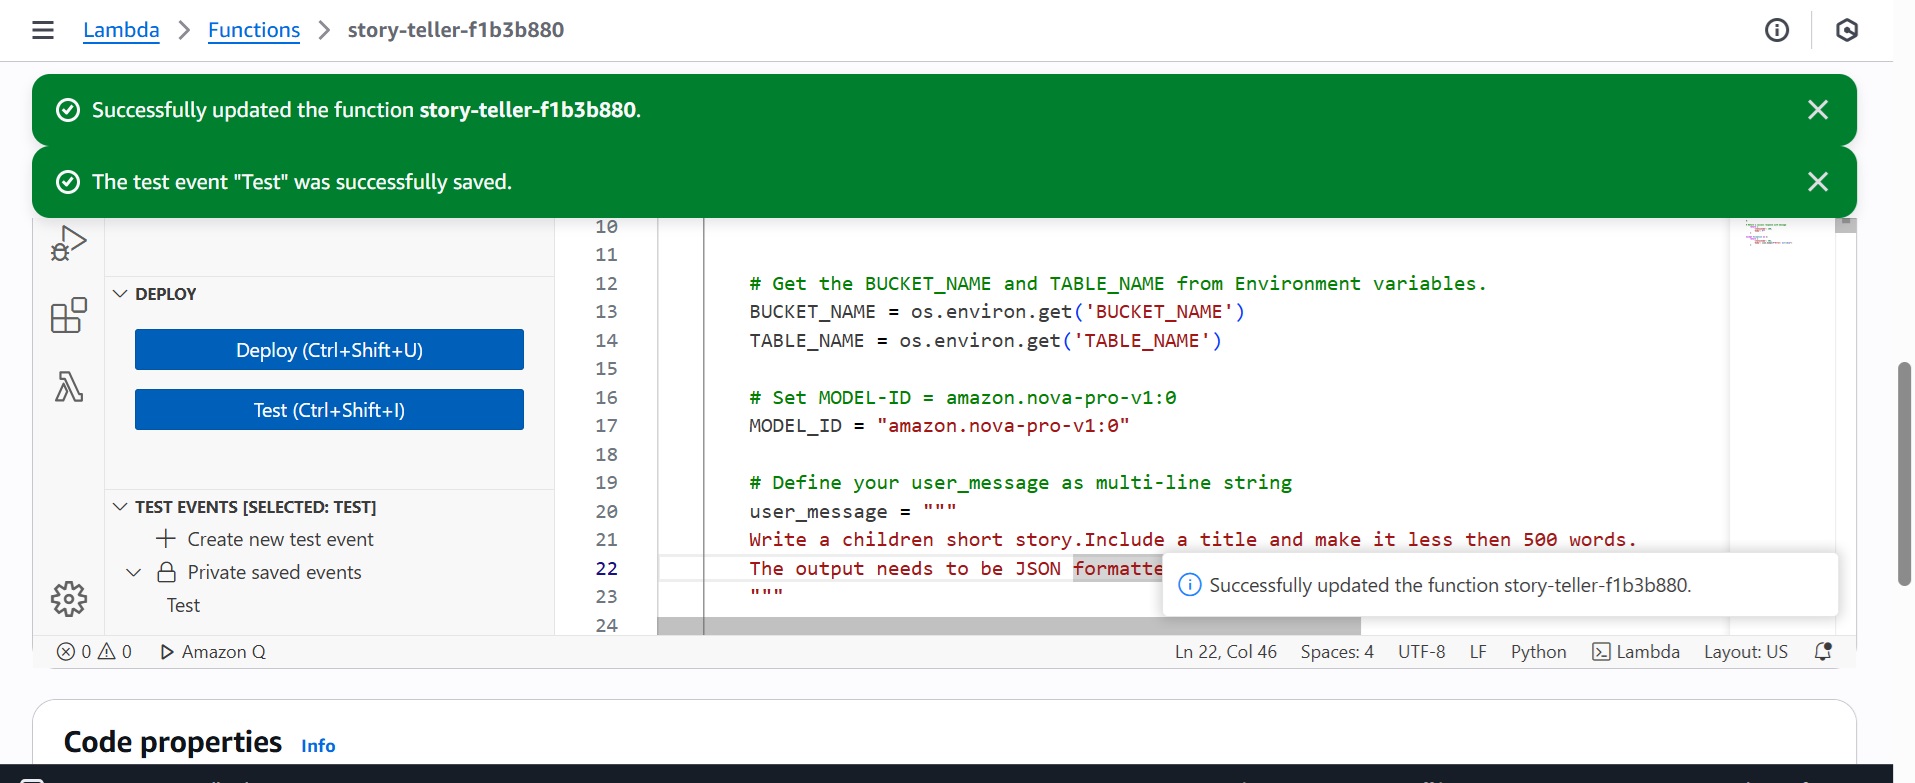 Lambda > Functions > story-teller-f1b3b880
Successfully updated the function story-teller-f1b3b880.
The test event "Test" was successfully saved.
DEPLOY
Deploy (Ctrl+Shift+U)
Test (Ctrl+Shift+I)
TEST EVENTS [SELECTED: TEST]
Create new test event
Private saved events
Test
10
11
12 # Get the BUCKET_NAME and TABLE_NAME from Environment variables.
13 BUCKET_NAME = os.environ.get('BUCKET_NAME')
14 TABLE_NAME = os.environ.get('TABLE_NAME')
15
16 # Set MODEL-ID = amazon.nova-pro-v1:0
17 MODEL_ID = "amazon.nova-pro-v1:0"
18
19 # Define your user_message as multi-line string
20 user_message = """
21 Write a children short story.Include a title and make it less then 500 words.
22 The output needs to be JSON formatte
23 """
24
Successfully updated the function story-teller-f1b3b880.
0 0 Amazon Q
Ln 22, Col 46 Spaces: 4 UTF-8 LF Python Lambda Layout: US
Code properties Info